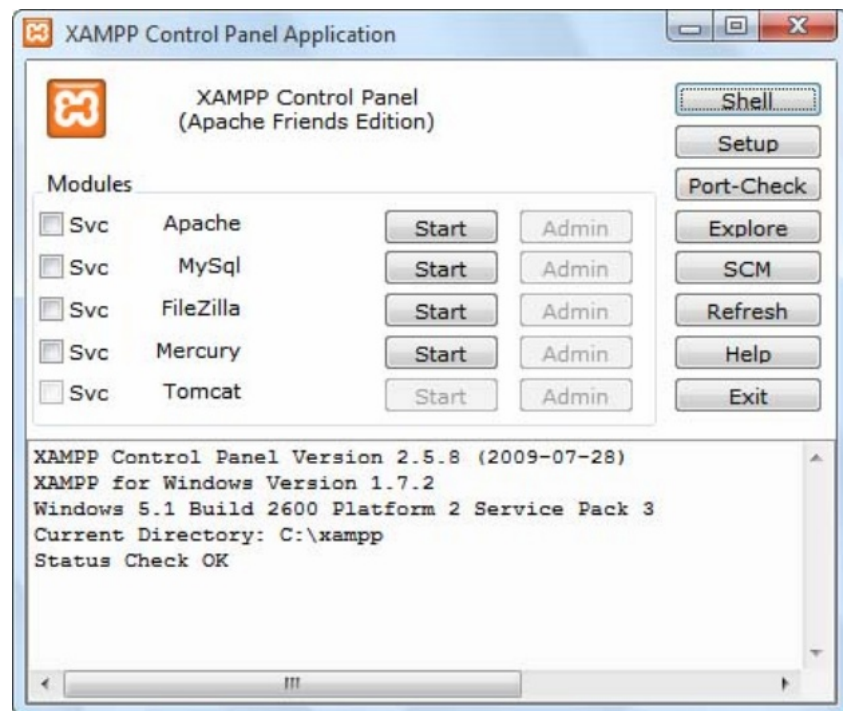 XAMPP Control Panel Application
XAMPP Control Panel
(Apache Friends Edition)
Shell
Setup
Port-Check
Modules
Svc Apache Start Admin Explore
Svc MySql Start Admin SCM
Svc FileZilla Start Admin Refresh
Svc Mercury Start Admin Help
Svc Tomcat Start Admin Exit
XAMPP Control Panel Version 2.5.8 (2009-07-28)
XAMPP for Windows Version 1.7.2
Windows 5.1 Build 2600 Platform 2 Service Pack 3
Current Directory: C:\xampp
Status Check OK